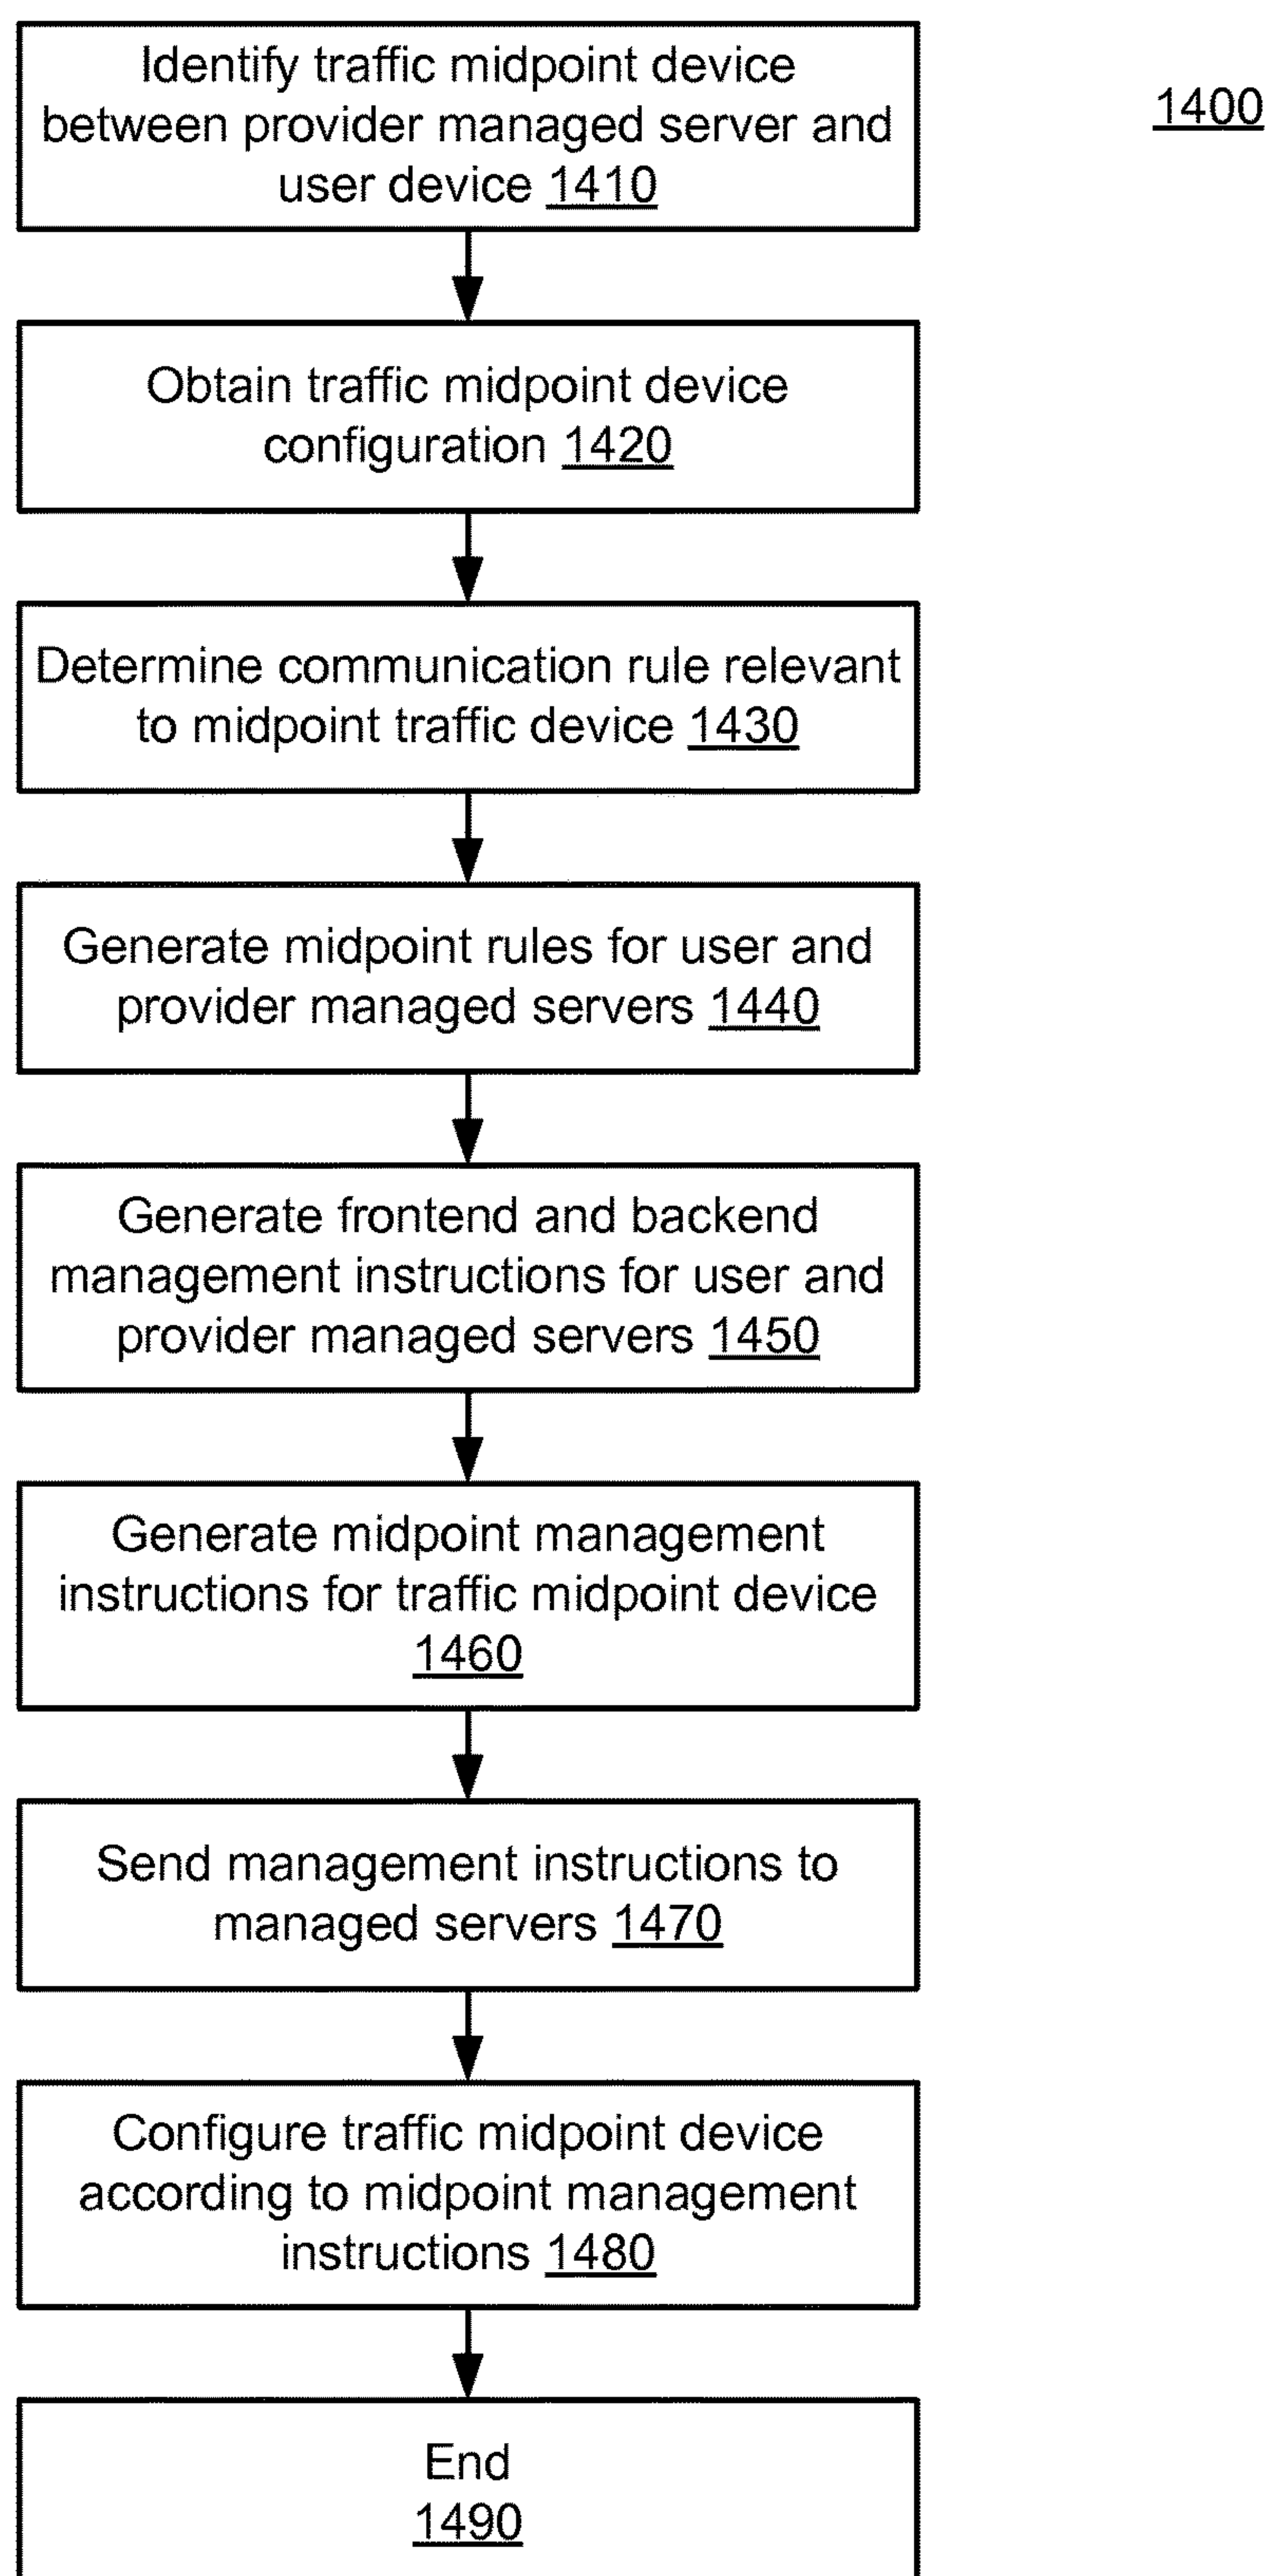 Identify traffic midpoint device
between provider managed server and
user device 1410
1400
Obtain traffic midpoint device
configuration 1420
Determine communication rule relevant
to midpoint traffic device 1430
Generate midpoint rules for user and
provider managed servers 1440
Generate frontend and backend
management instructions for user and
provider managed servers 1450
Generate midpoint management
instructions for traffic midpoint device
1460
Send management instructions to
managed servers 1470
Configure traffic midpoint device
according to midpoint management
instructions 1480
End
1490